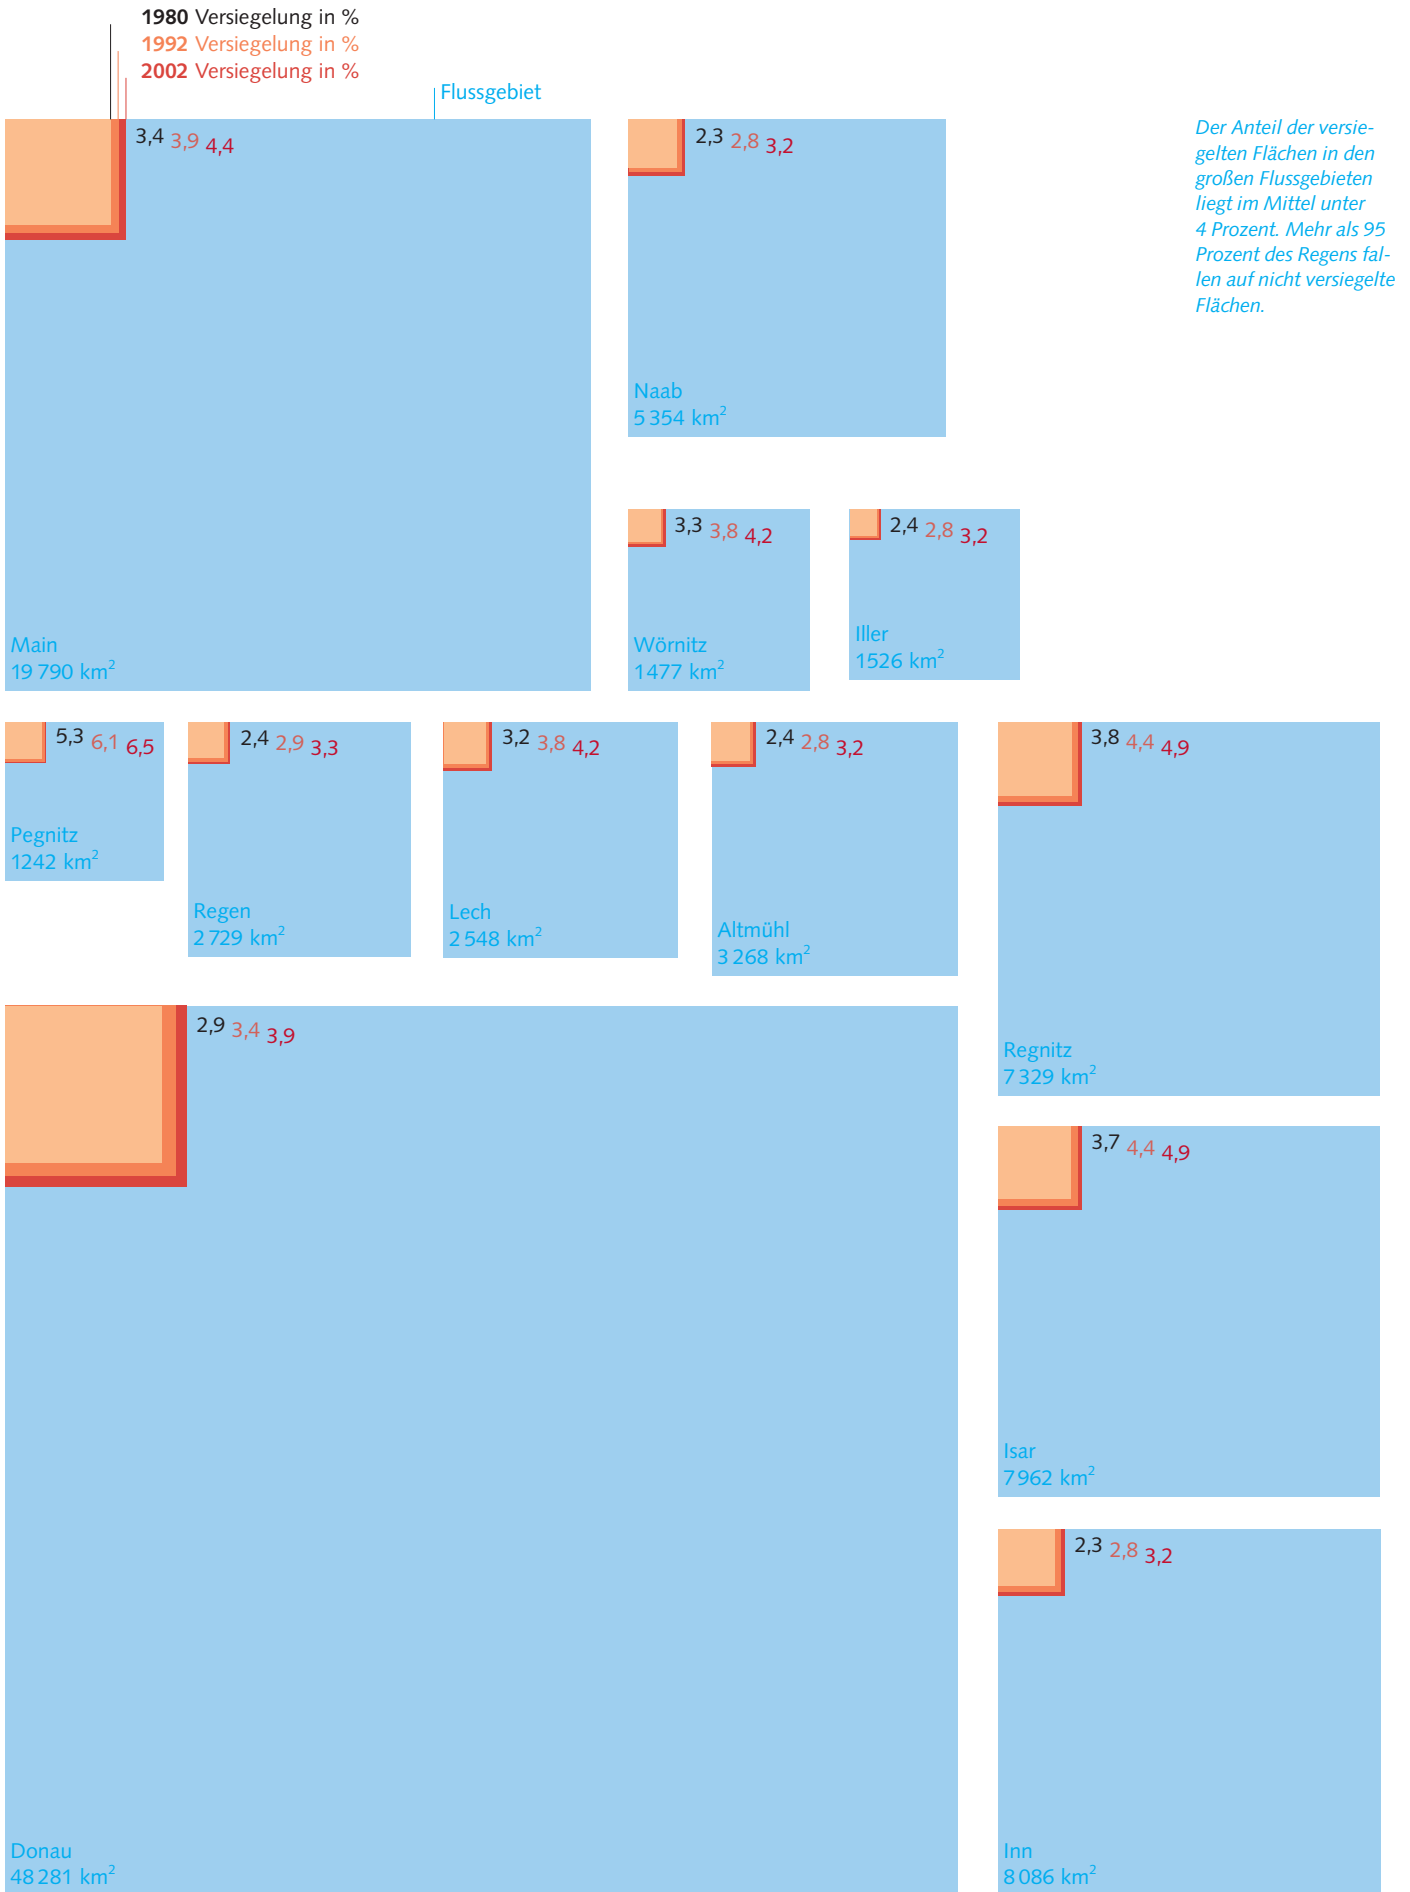 1980 Versiegelung in %
1992 Versiegelung in %
2002 Versiegelung in %
Flussgebiet
3,4 3,9 4,4
Main
19 790 km²
2,3 2,8 3,2
Naab
5 354 km²
Der Anteil der versie-
gelten Flächen in den
großen Flussgebieten
liegt im Mittel unter
4 Prozent. Mehr als 95
Prozent des Regens fal-
len auf nicht versiegelte
Flächen.
3,3 3,8 4,2
Wörnitz
1477 km²
2,4 2,8 3,2
Iller
1526 km²
5,3 6,1 6,5
Pegnitz
1242 km²
2,4 2,9 3,3
Regen
2 729 km²
3,2 3,8 4,2
Lech
2 548 km²
2,4 2,8 3,2
Altmühl
3 268 km²
3,8 4,4 4,9
Regnitz
7 329 km²
2,9 3,4 3,9
Donau
48 281 km²
3,7 4,4 4,9
Isar
7 962 km²
2,3 2,8 3,2
Inn
8 086 km²